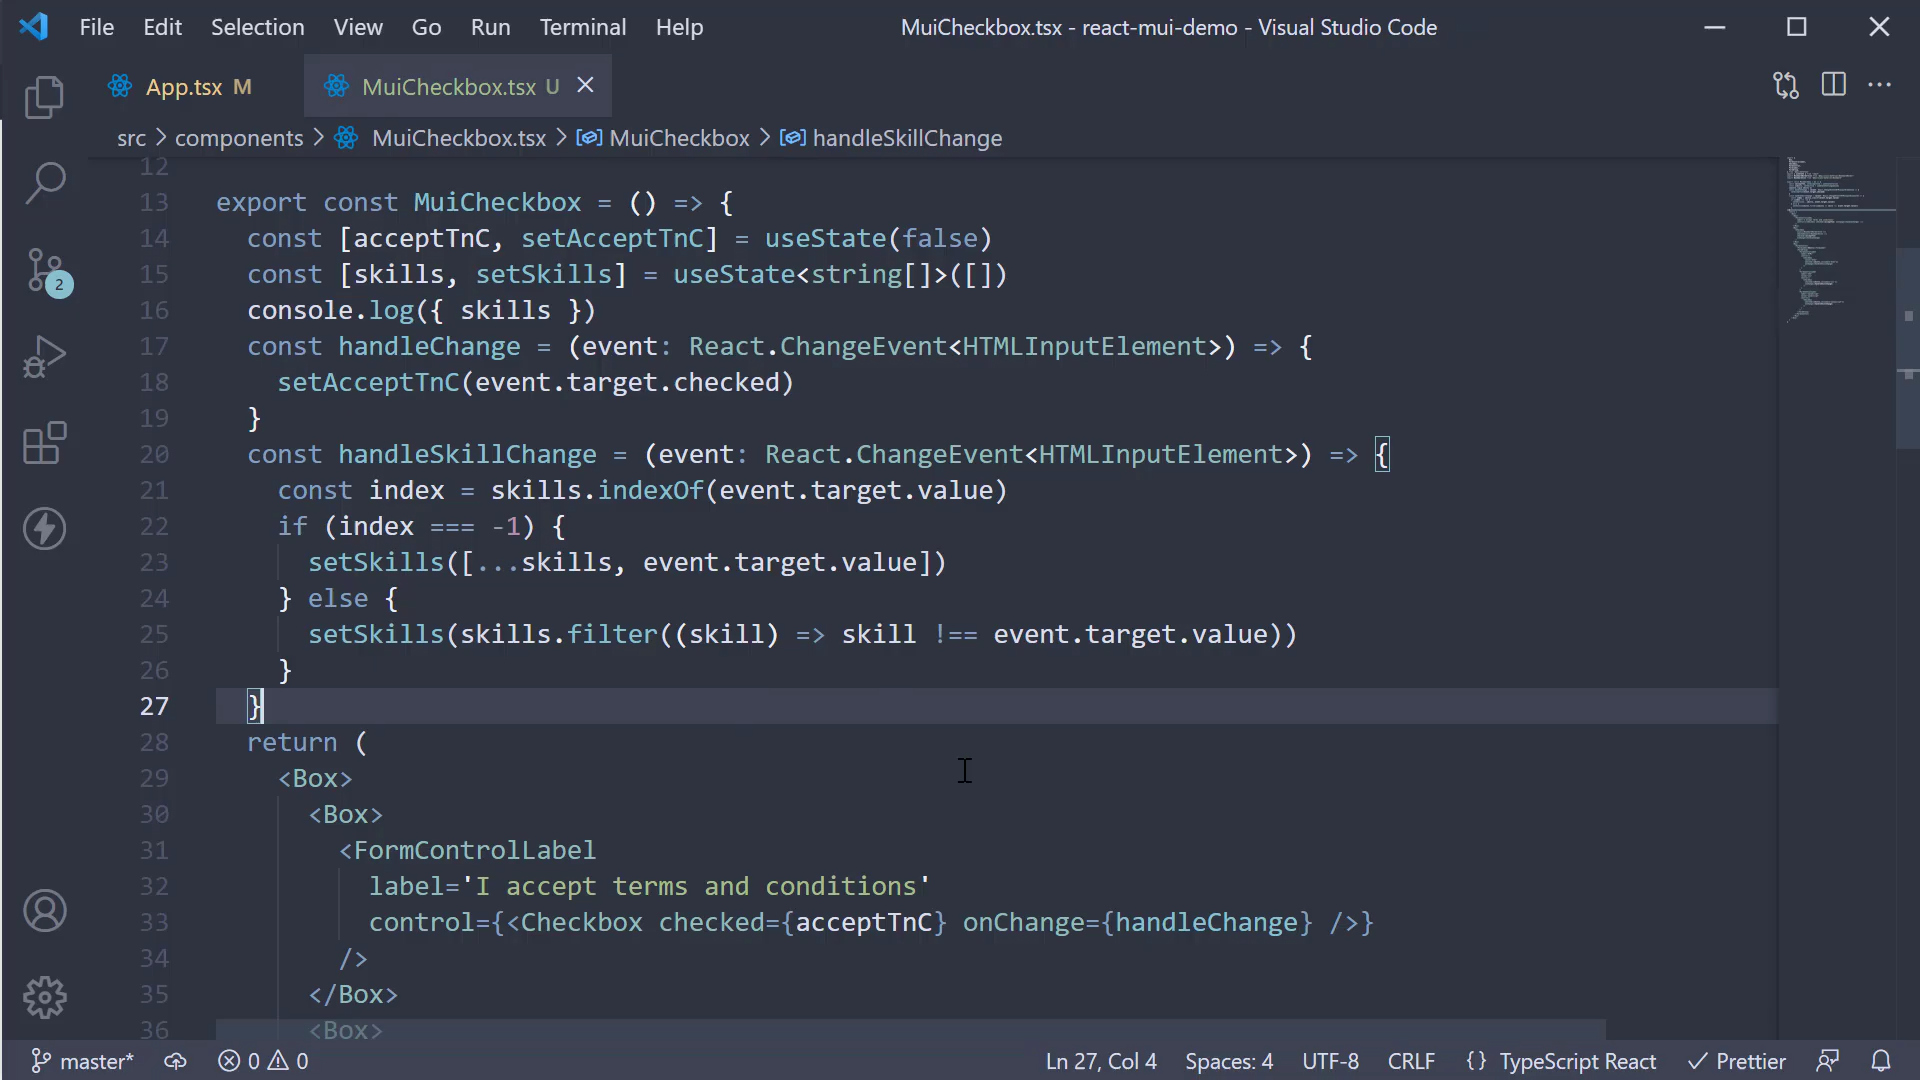 File Edit Selection View Go Run Terminal Help MuiCheckbox.tsx - react-mui-demo - Visual Studio Code
App.tsx M MuiCheckbox.tsx U
src > components > MuiCheckbox.tsx > MuiCheckbox > handleSkillChange
12
13 export const MuiCheckbox = () => {
14 const [acceptTnC, setAcceptTnC] = useState(false)
15 const [skills, setSkills] = useState<string[]>([])
16 console.log({ skills })
17 const handleChange = (event: React.ChangeEvent<HTMLInputElement>) => {
18 setAcceptTnC(event.target.checked)
19 }
20 const handleSkillChange = (event: React.ChangeEvent<HTMLInputElement>) => {
21 const index = skills.indexOf(event.target.value)
22 if (index === -1) {
23 setSkills([...skills, event.target.value])
24 } else {
25 setSkills(skills.filter((skill) => skill !== event.target.value))
26 }
27 }
28 return (
29 <Box>
30 <Box>
31 <FormControlLabel
32 label='I accept terms and conditions'
33 control={<Checkbox checked={acceptTnC} onChange={handleChange} />}
34 />
35 </Box>
36 <Box>
2
master* 0 0 Ln 27, Col 4 Spaces: 4 UTF-8 CRLF {} TypeScript React Prettier